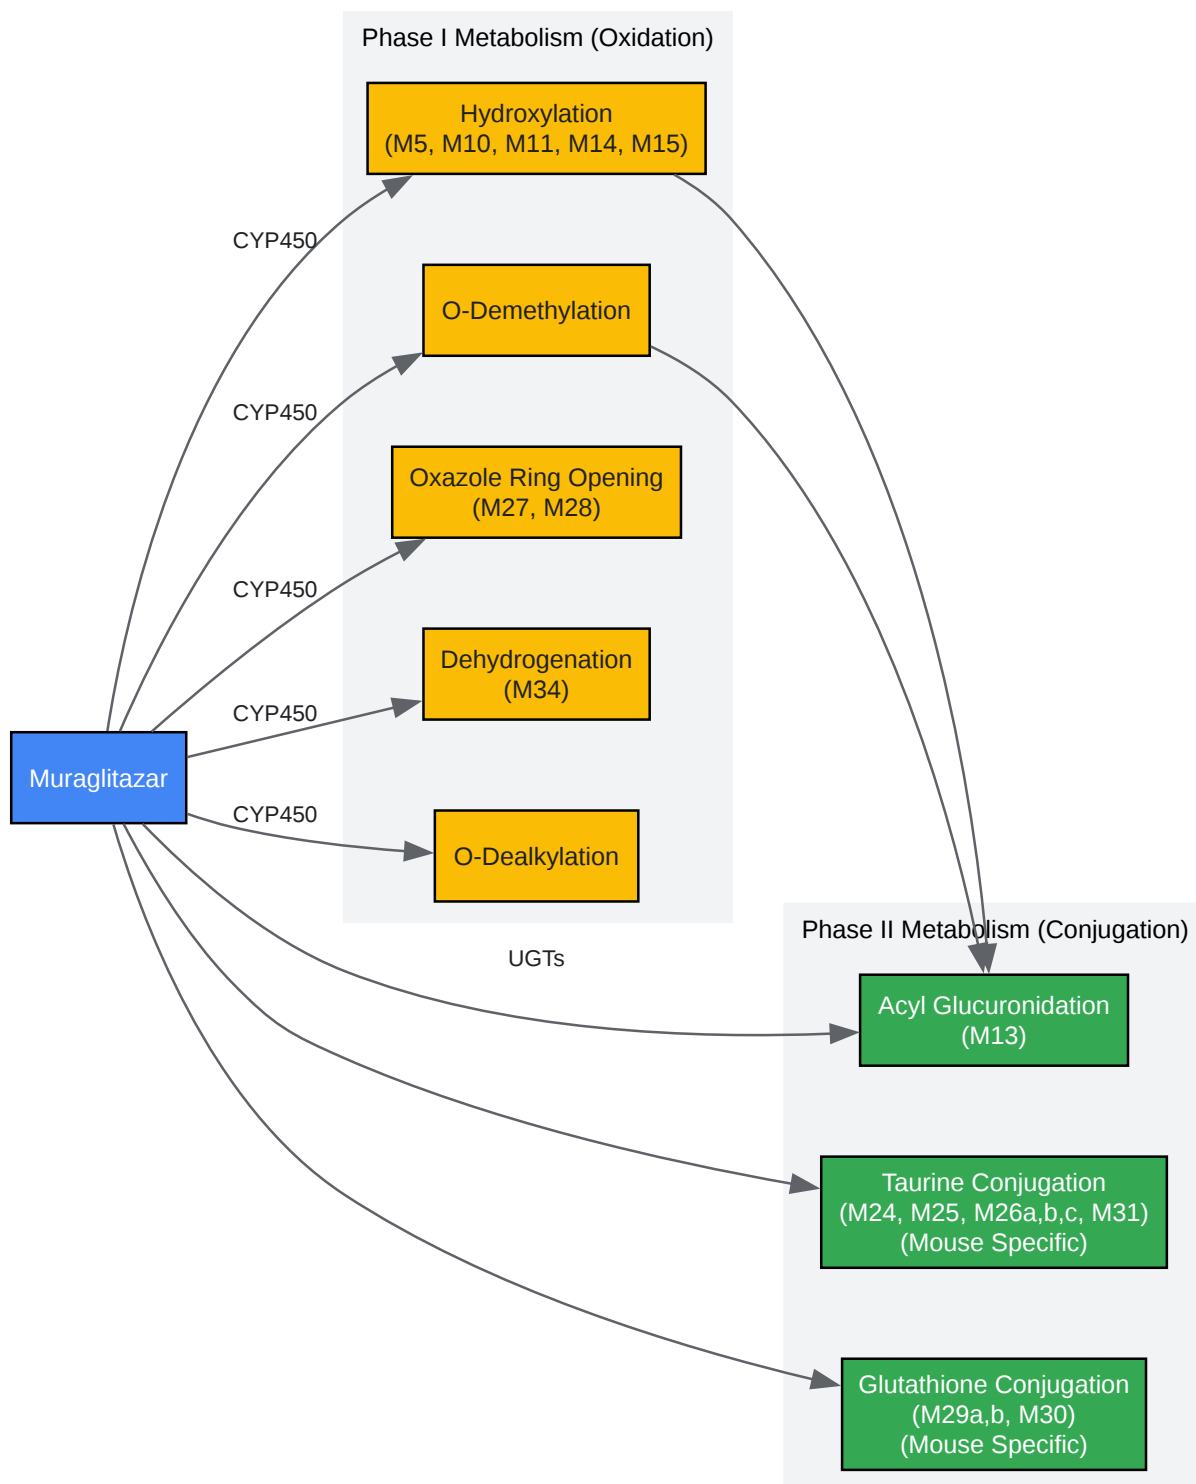 Phase I Metabolism (Oxidation)
Hydroxylation
(M5, M10, M11, M14, M15)
CYP450
O-Demethylation
CYP450
Oxazole Ring Opening
(M27, M28)
CYP450
Dehydrogenation
(M34)
CYP450
Muraglitazar
CYP450
O-Dealkylation
Phase II Metabolism (Conjugation)
UGTs
Acyl Glucuronidation
(M13)
Taurine Conjugation
(M24, M25, M26a,b,c, M31)
(Mouse Specific)
Glutathione Conjugation
(M29a,b, M30)
(Mouse Specific)